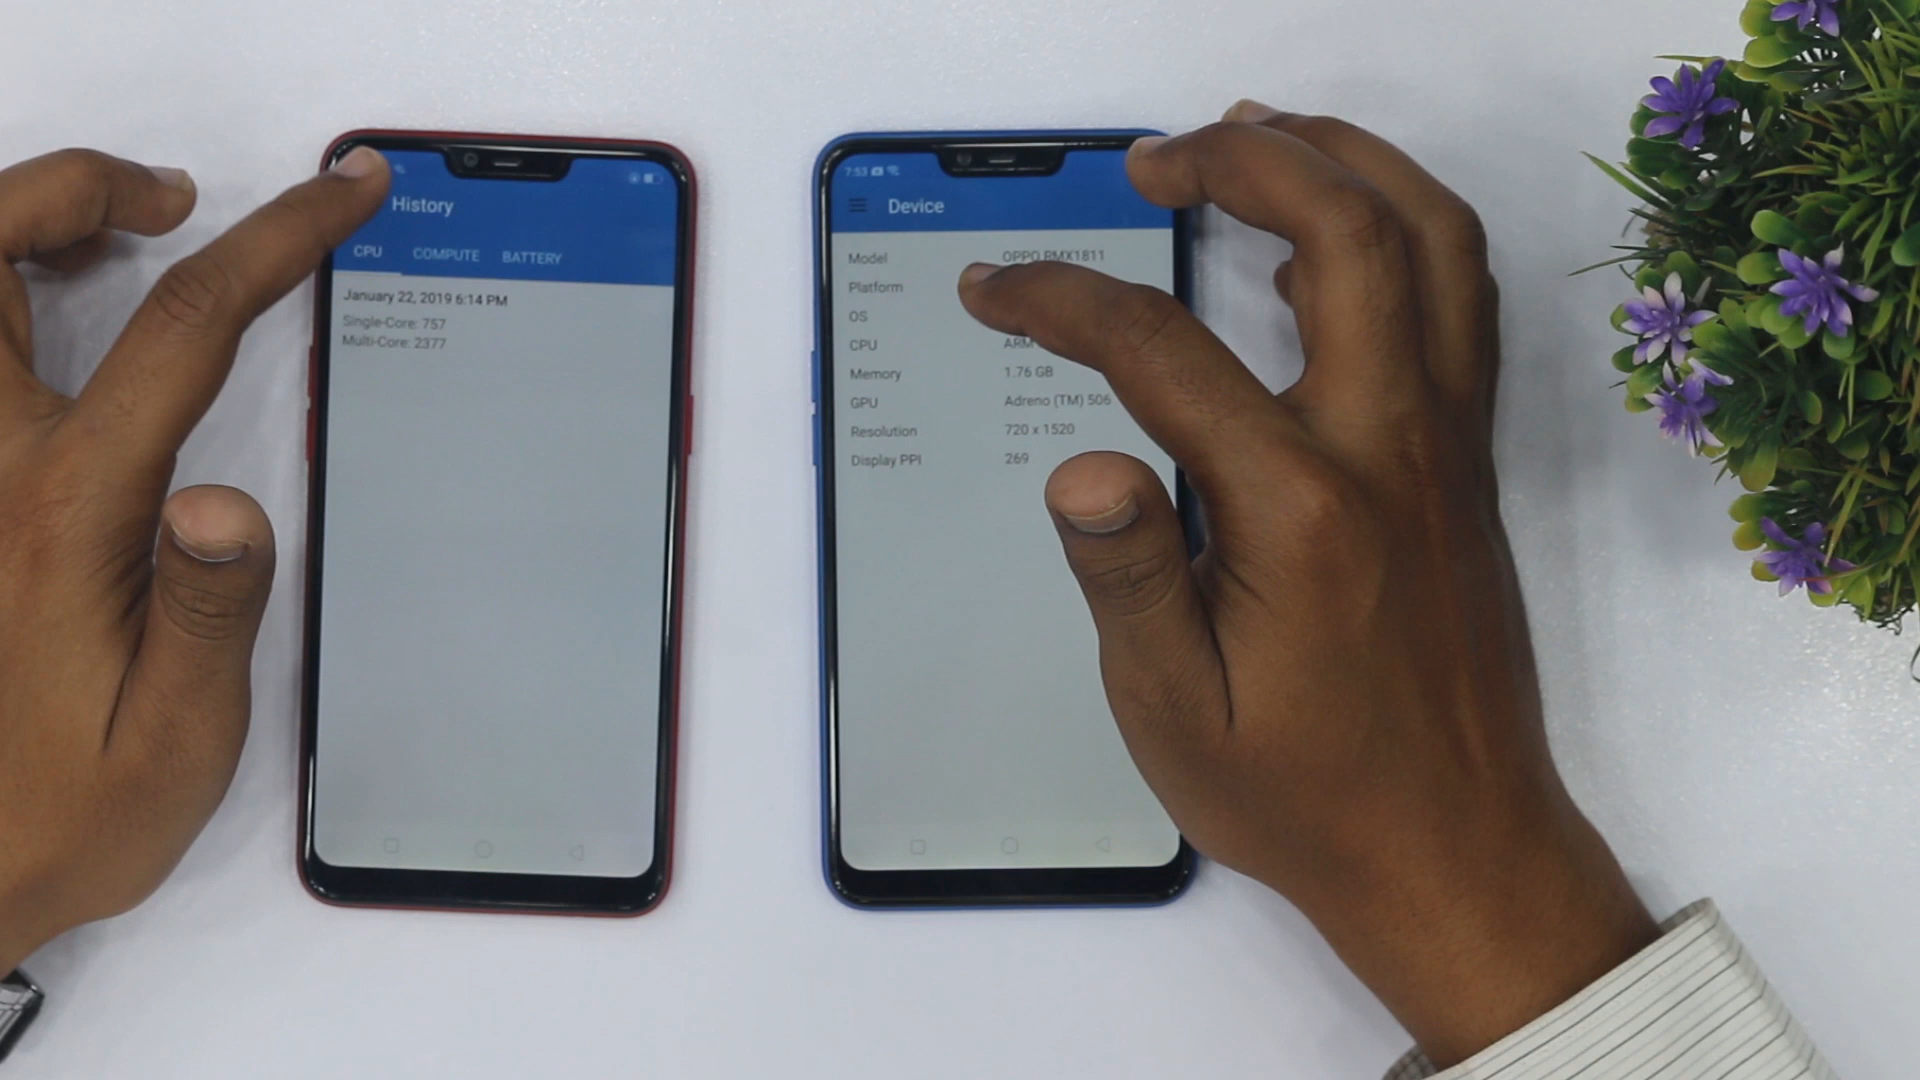 History
CPU COMPUTE BATTERY
January 22, 2019 6:14 PM
Single-Core: 757
Multi-Core: 2377
7:53
Device
Model OPPO RMX1811
Platform
OS
CPU ARM
Memory 1.76 GB
GPU Adreno (TM) 506
Resolution 720 x 1520
Display PPI 269